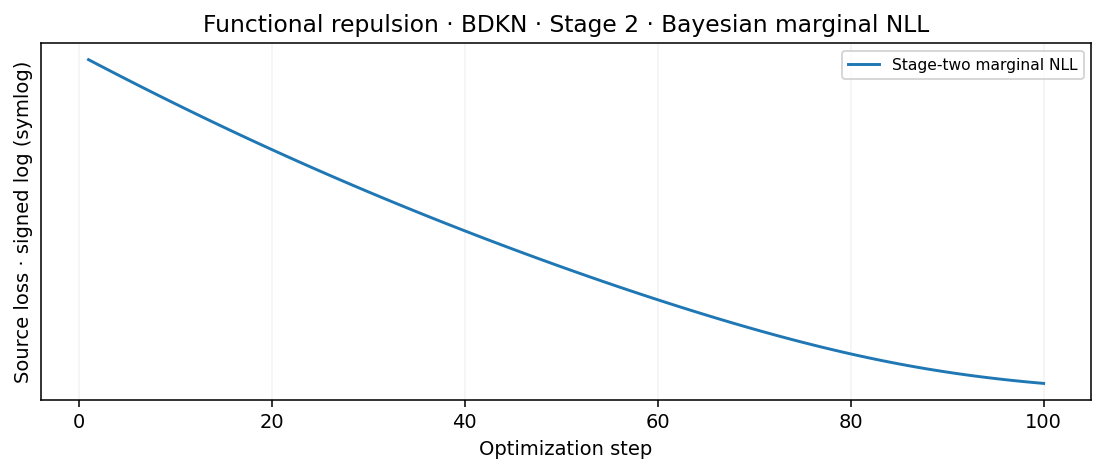 Functional repulsion · BDKN · Stage 2 · Bayesian marginal NLL
Stage-two marginal NLL
Source loss · signed log (symlog)
0 20 40 60 80 100
Optimization step